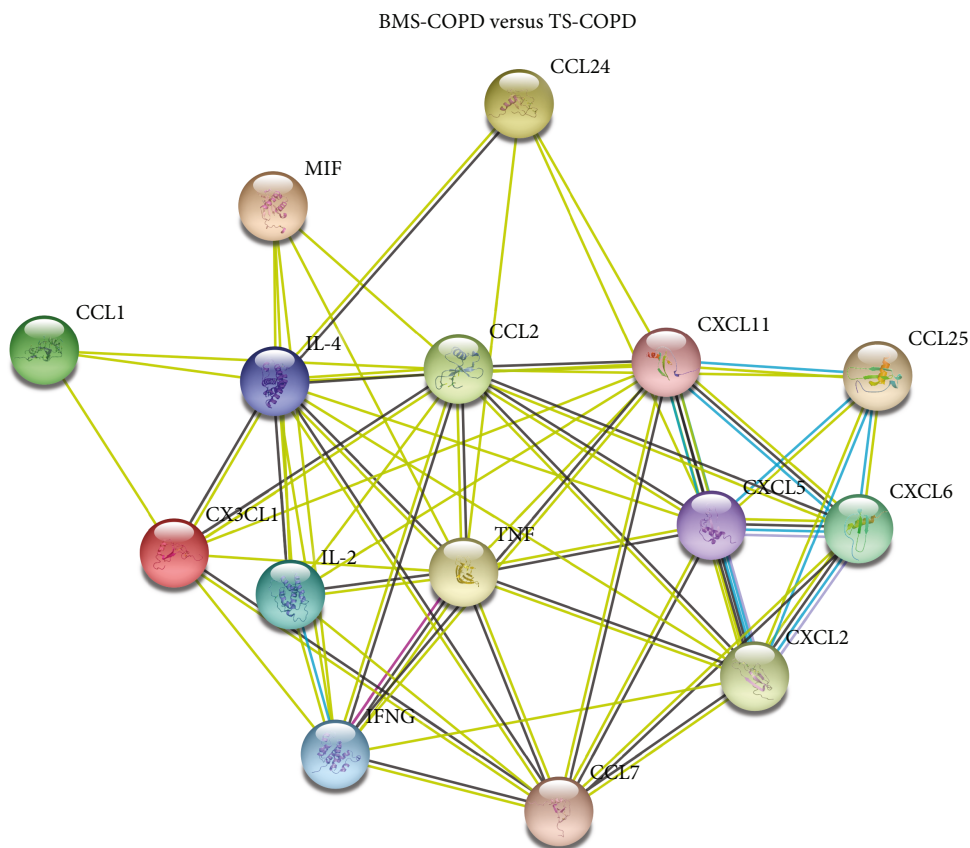 BMS-COPD versus TS-COPD
CCL24
MIF
CCL1
IL-4
CCL2
CXCL11
CCL25
CX3CL1
IL-2
TNF
CXCL5
CXCL6
CXCL2
IFNG
CCL7